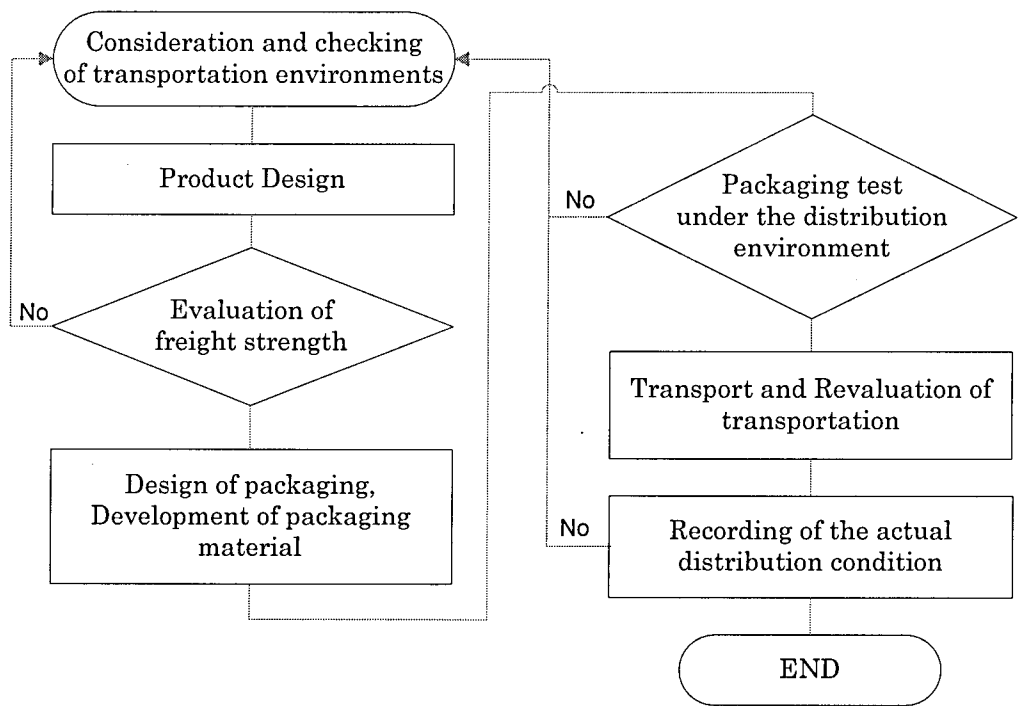 Consideration and checking
of transportation environments
Product Design
No
Evaluation of
freight strength
Design of packaging,
Development of packaging
material
No
Packaging test
under the distribution
environment
Transport and Revaluation of
transportation
No
Recording of the actual
distribution condition
END